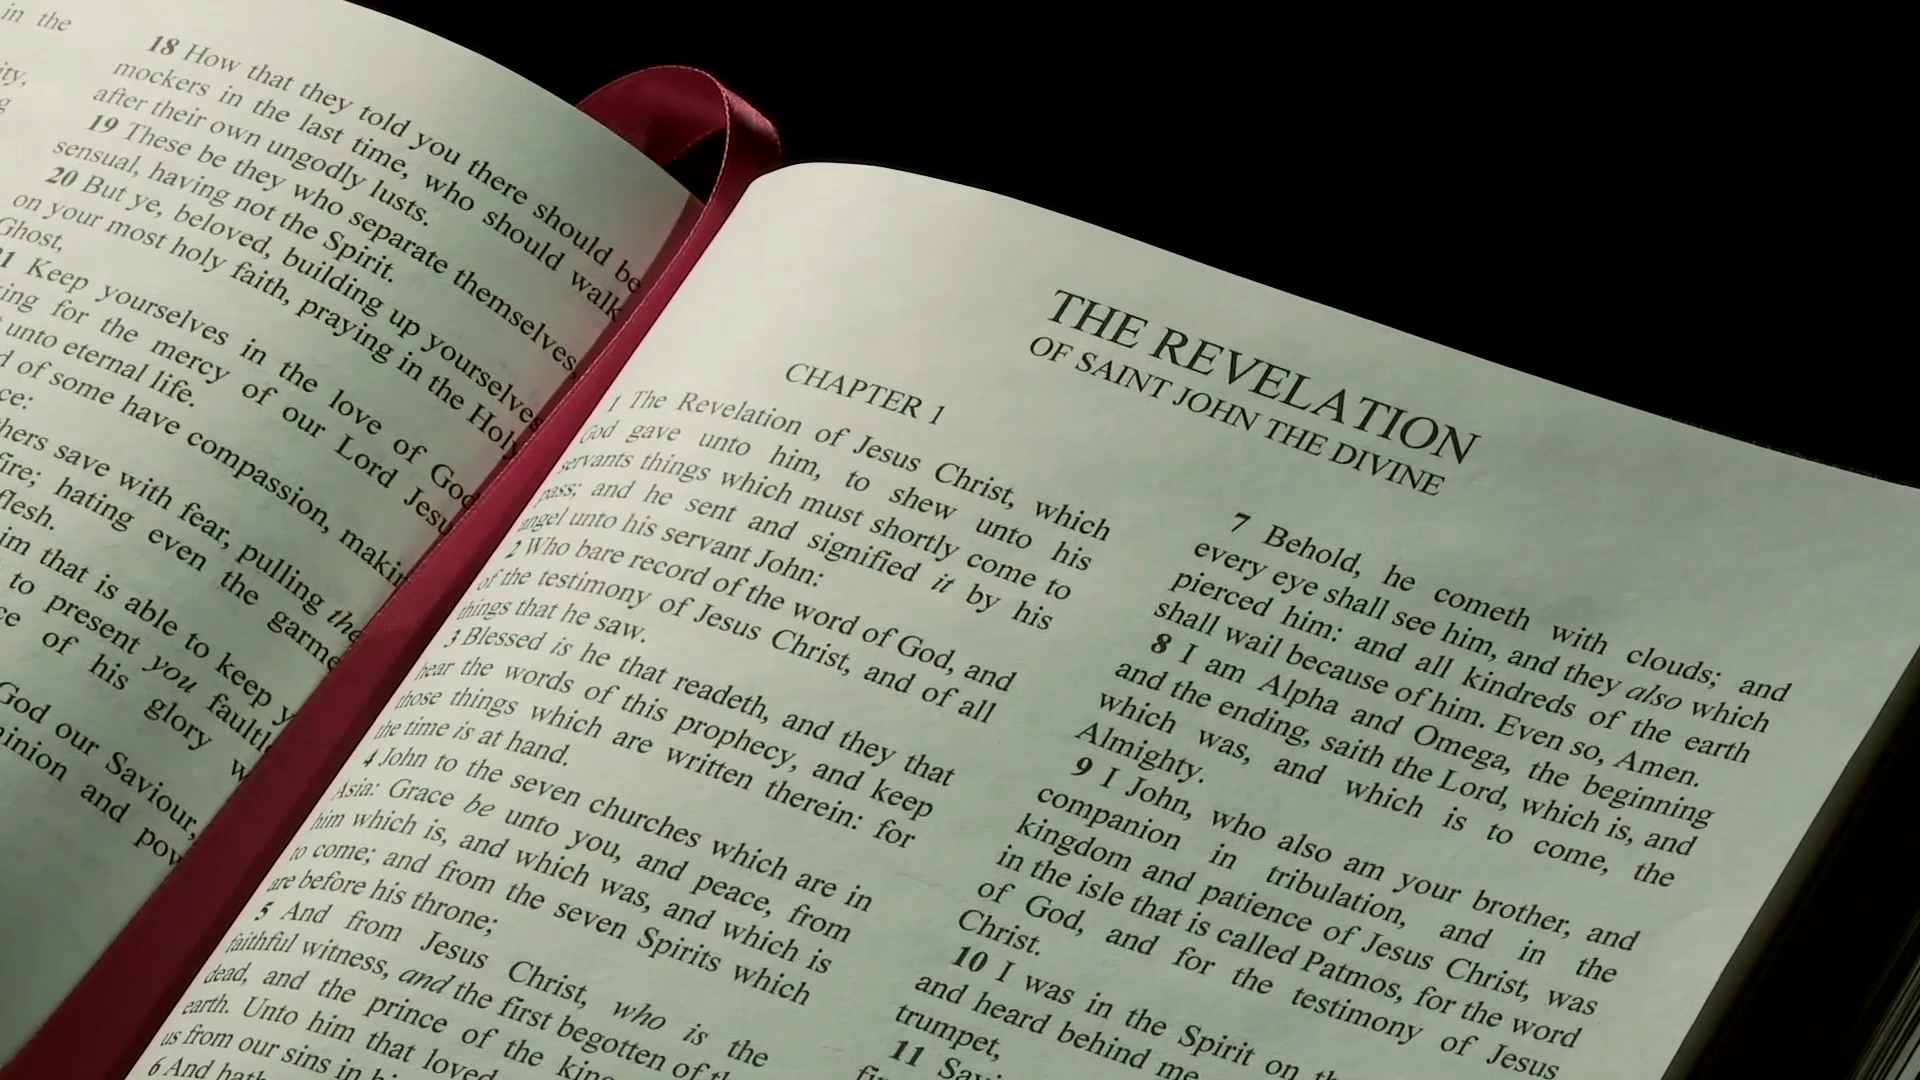 in the
ity,
18 How that they told you there should be
mockers in the last time, who should walk
after their own ungodly lusts.
19 These be they who separate themselves,
sensual, having not the Spirit.
20 But ye, beloved, building up yourselves
on your most holy faith, praying in the Holy
Ghost,
21 Keep yourselves in the love of God
ing for the mercy of our Lord Jesu
unto eternal life.
d of some have compassion, makin
ce:
hers save with fear, pulling the
fire; hating even the garme
flesh.
im that is able to keep y
to present you faultle
ce of his glory w
God our Saviour,
minion and pow
THE REVELATION
OF SAINT JOHN THE DIVINE
CHAPTER 1
1 The Revelation of Jesus Christ, which
God gave unto him, to shew unto his
servants things which must shortly come to
pass; and he sent and signified it by his
angel unto his servant John:
2 Who bare record of the word of God, and
of the testimony of Jesus Christ, and of all
things that he saw.
3 Blessed is he that readeth, and they that
hear the words of this prophecy, and keep
those things which are written therein: for
the time is at hand.
4 John to the seven churches which are in
Asia: Grace be unto you, and peace, from
him which is, and which was, and which is
to come; and from the seven Spirits which
are before his throne;
5 And from Jesus Christ, who is the
faithful witness, and the first begotten of the
dead, and the prince of the kings
earth. Unto him that loved
us from our sins in hi
6 And hath
7 Behold, he cometh with clouds; and
every eye shall see him, and they also which
pierced him: and all kindreds of the earth
shall wail because of him. Even so, Amen.
8 I am Alpha and Omega, the beginning
and the ending, saith the Lord, which is, and
which was, and which is to come, the
Almighty.
9 I John, who also am your brother, and
companion in tribulation, and in the
kingdom and patience of Jesus Christ, was
in the isle that is called Patmos, for the word
of God, and for the testimony of Jesus
Christ.
10 I was in the Spirit on th
and heard behind me
trumpet,
11 Sayi